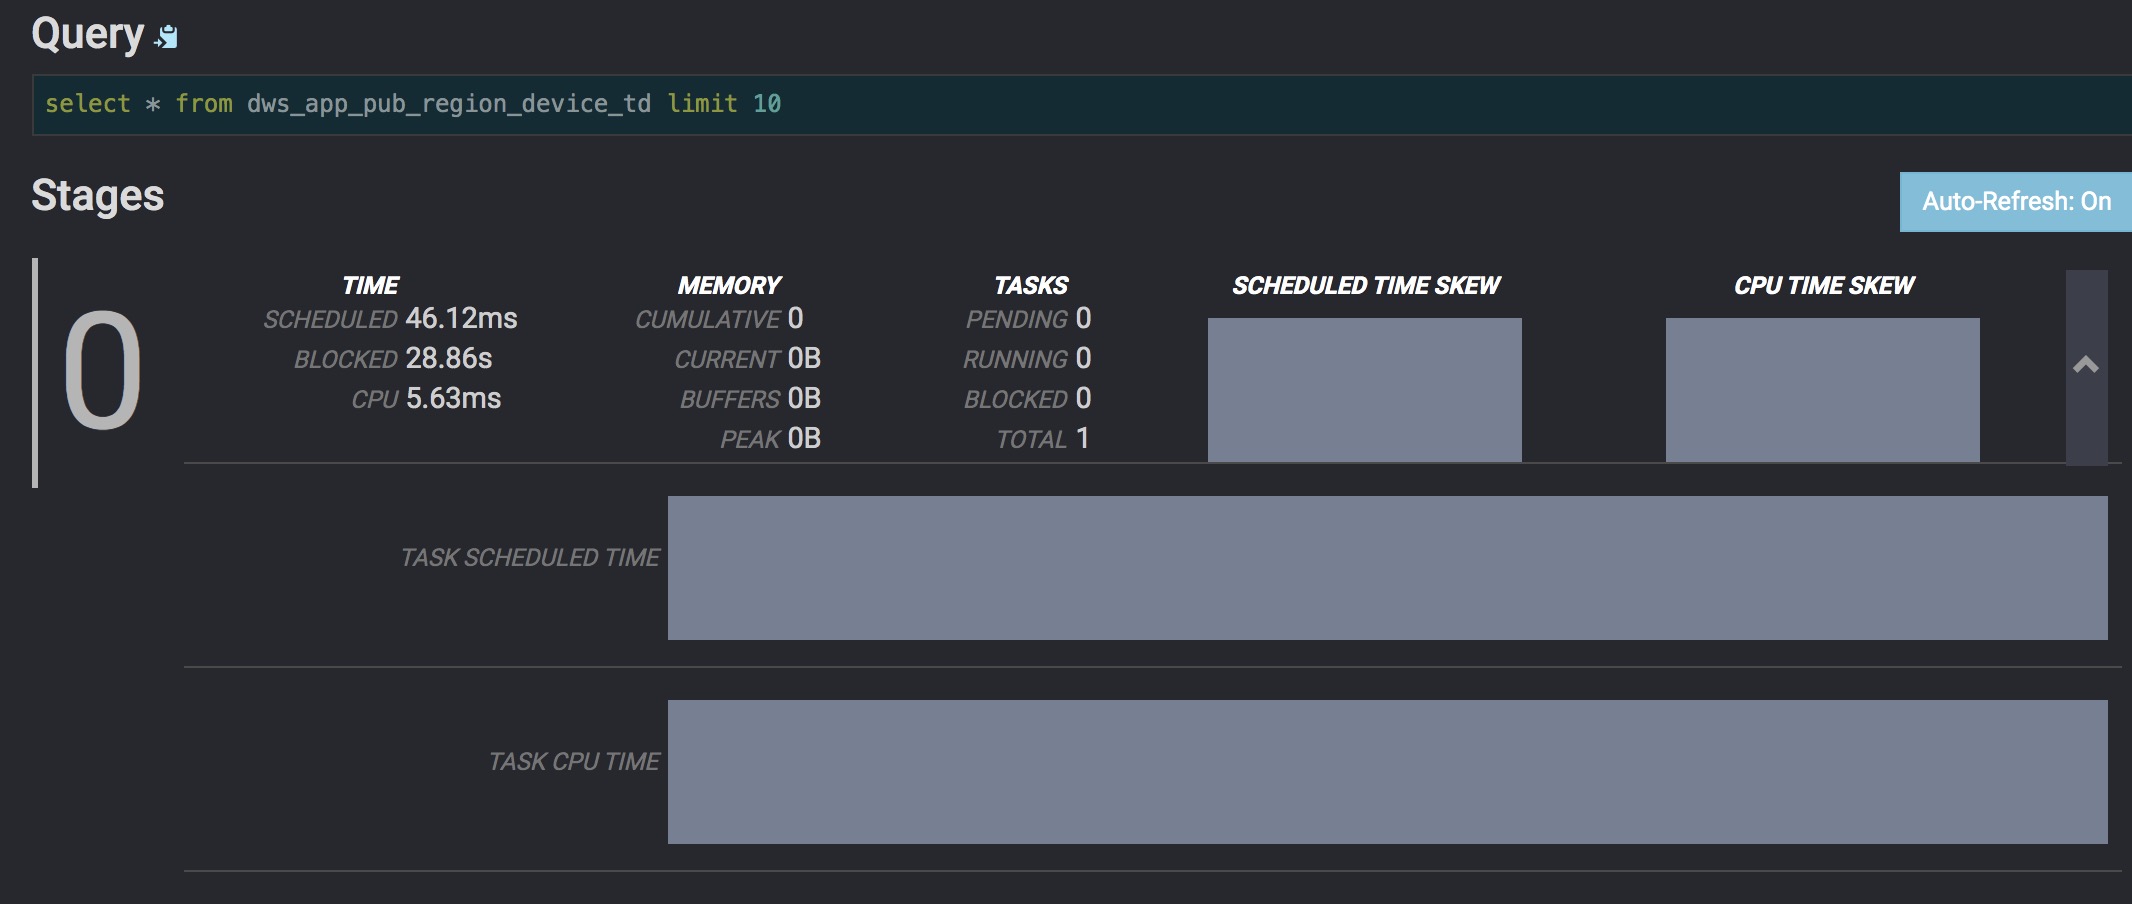 Query
select * from dws_app_pub_region_device_td limit 10
Stages
Auto-Refresh: On
0
TIME
SCHEDULED 46.12ms
BLOCKED 28.86s
CPU 5.63ms
MEMORY
CUMULATIVE 0
CURRENT 0B
BUFFERS 0B
PEAK 0B
TASKS
PENDING 0
RUNNING 0
BLOCKED 0
TOTAL 1
SCHEDULED TIME SKEW
CPU TIME SKEW
TASK SCHEDULED TIME
TASK CPU TIME